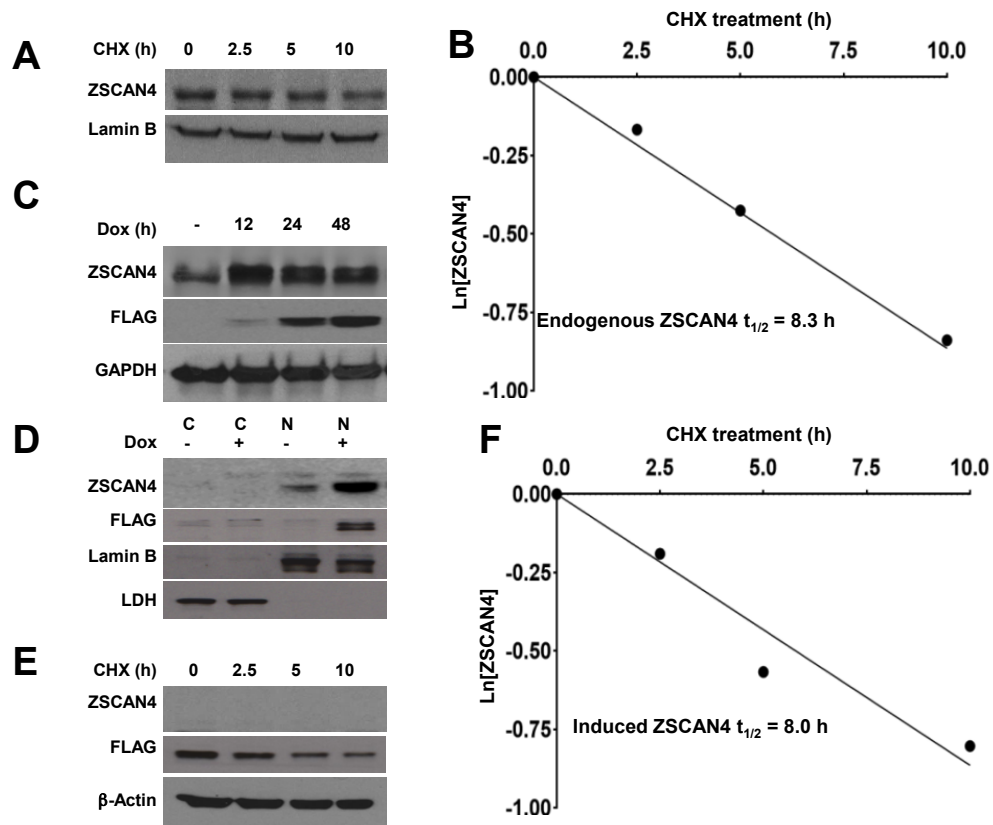 A
CHX (h) 0 2.5 5 10
ZSCAN4
Lamin B
B
CHX treatment (h)
0.0 2.5 5.0 7.5 10.0
0.00
-0.25
-0.50
-0.75
-1.00
Ln[ZSCAN4]
Endogenous ZSCAN4 t1/2 = 8.3 h
C
Dox (h) - 12 24 48
ZSCAN4
FLAG
GAPDH
D
C C N N
Dox - + - +
ZSCAN4
FLAG
Lamin B
LDH
E
CHX (h) 0 2.5 5 10
ZSCAN4
FLAG
β-Actin
F
CHX treatment (h)
0.0 2.5 5.0 7.5 10.0
0.00
-0.25
-0.50
-0.75
-1.00
Ln[ZSCAN4]
Induced ZSCAN4 t1/2 = 8.0 h